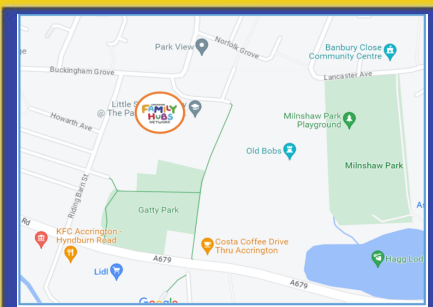 Park View
Norfolk Grove
Banbury Close
Community Centre
Buckingham Grove
Lancaster Ave
Little S
@ The Pa
FAMILY
HUBS
NETWORK
Howarth Ave
Milnshaw Park
Playground
Old Bobs
Milnshaw Park
Riding Barn St
Gatty Park
Rd
KFC Accrington -
Hyndburn Road
Costa Coffee Drive
Thru Accrington
Lidl
A679
A679
Hagg Lod
Google